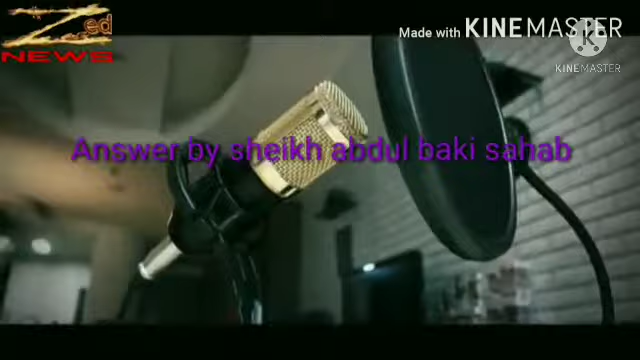 Zed
NEWS
Made with KINEMASTER
KINEMASTER
Answer by sheikh abdul baki sahab